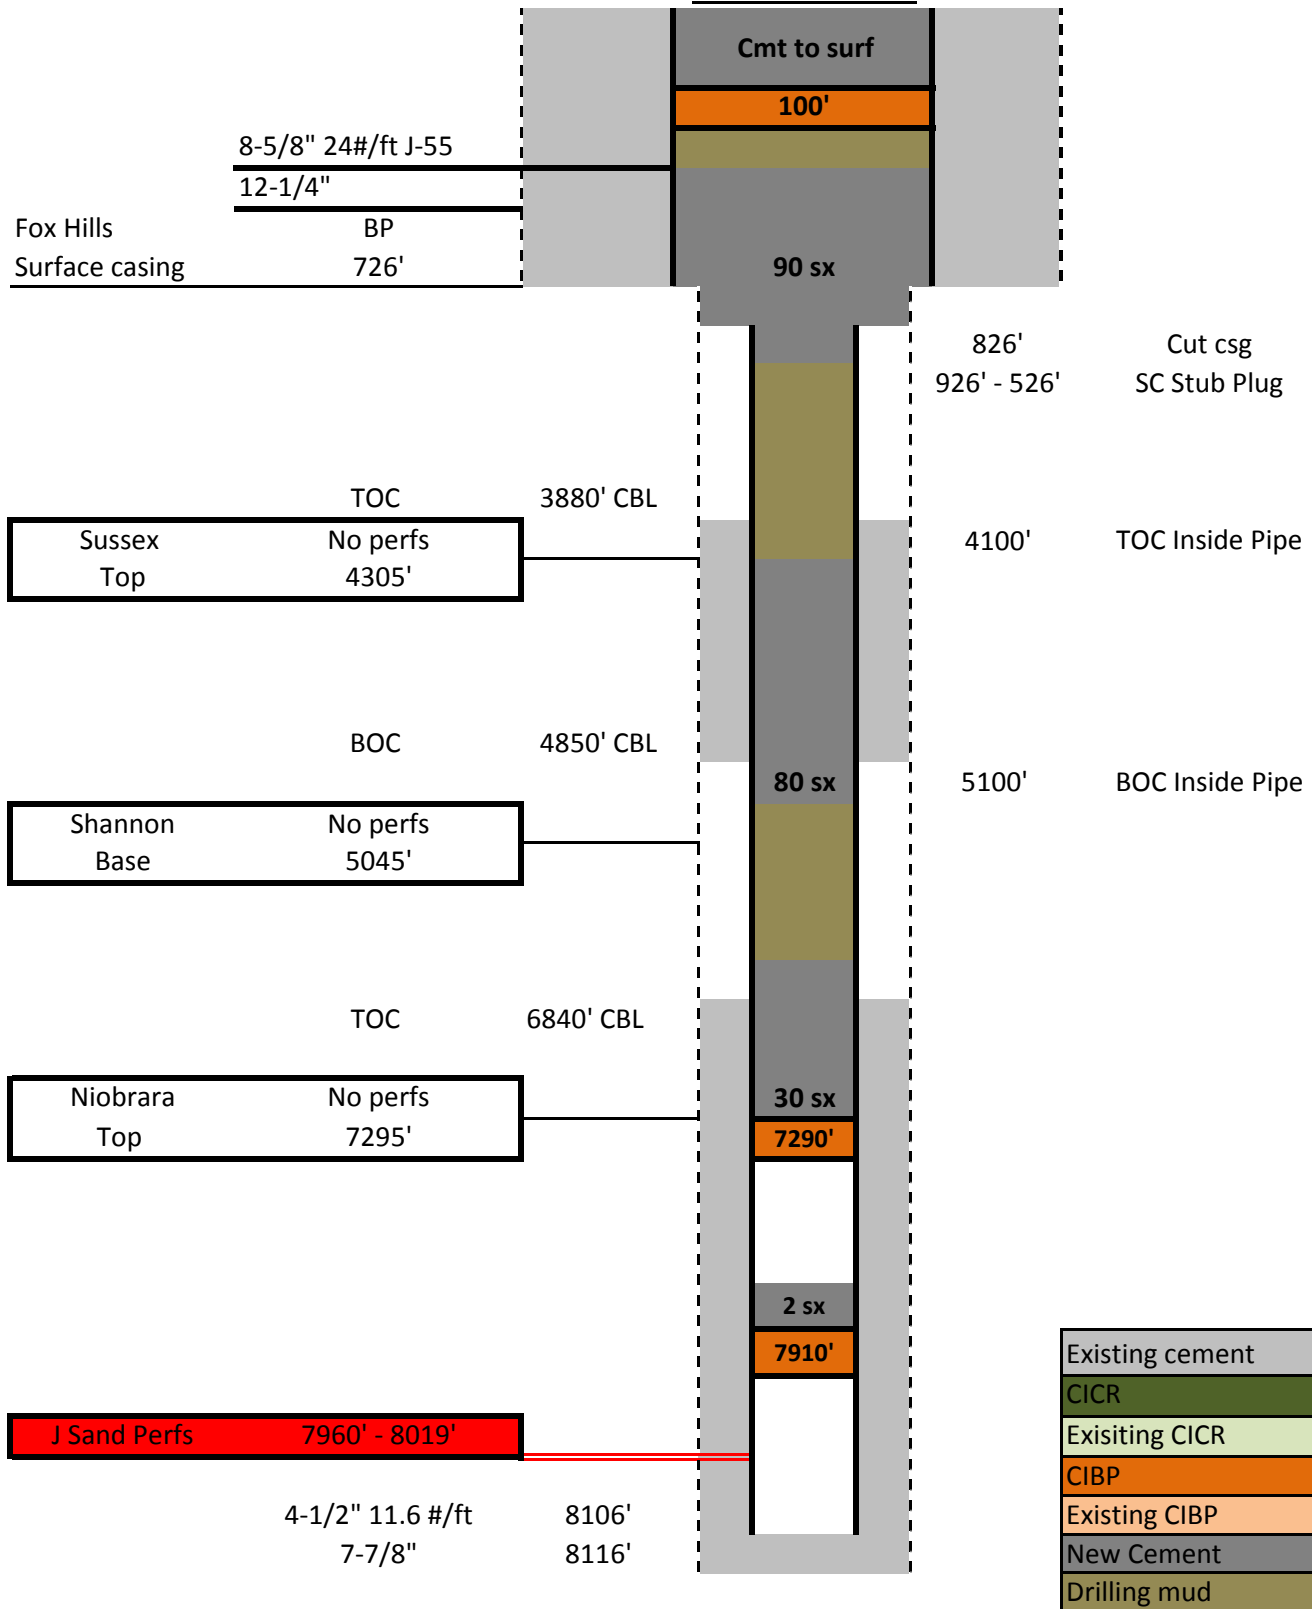 Cmt to surf
100'
8-5/8" 24#/ft J-55
12-1/4"
Fox Hills BP
Surface casing 726'
90 sx
826' Cut csg
926' - 526' SC Stub Plug
TOC 3880' CBL
Sussex No perfs
Top 4305'
4100' TOC Inside Pipe
BOC 4850' CBL
80 sx
5100' BOC Inside Pipe
Shannon No perfs
Base 5045'
TOC 6840' CBL
Niobrara No perfs
Top 7295'
30 sx
7290'
2 sx
7910'
J Sand Perfs 7960' - 8019'
4-1/2" 11.6 #/ft 8106'
7-7/8" 8116'
Existing cement
CICR
Exisiting CICR
CIBP
Existing CIBP
New Cement
Drilling mud